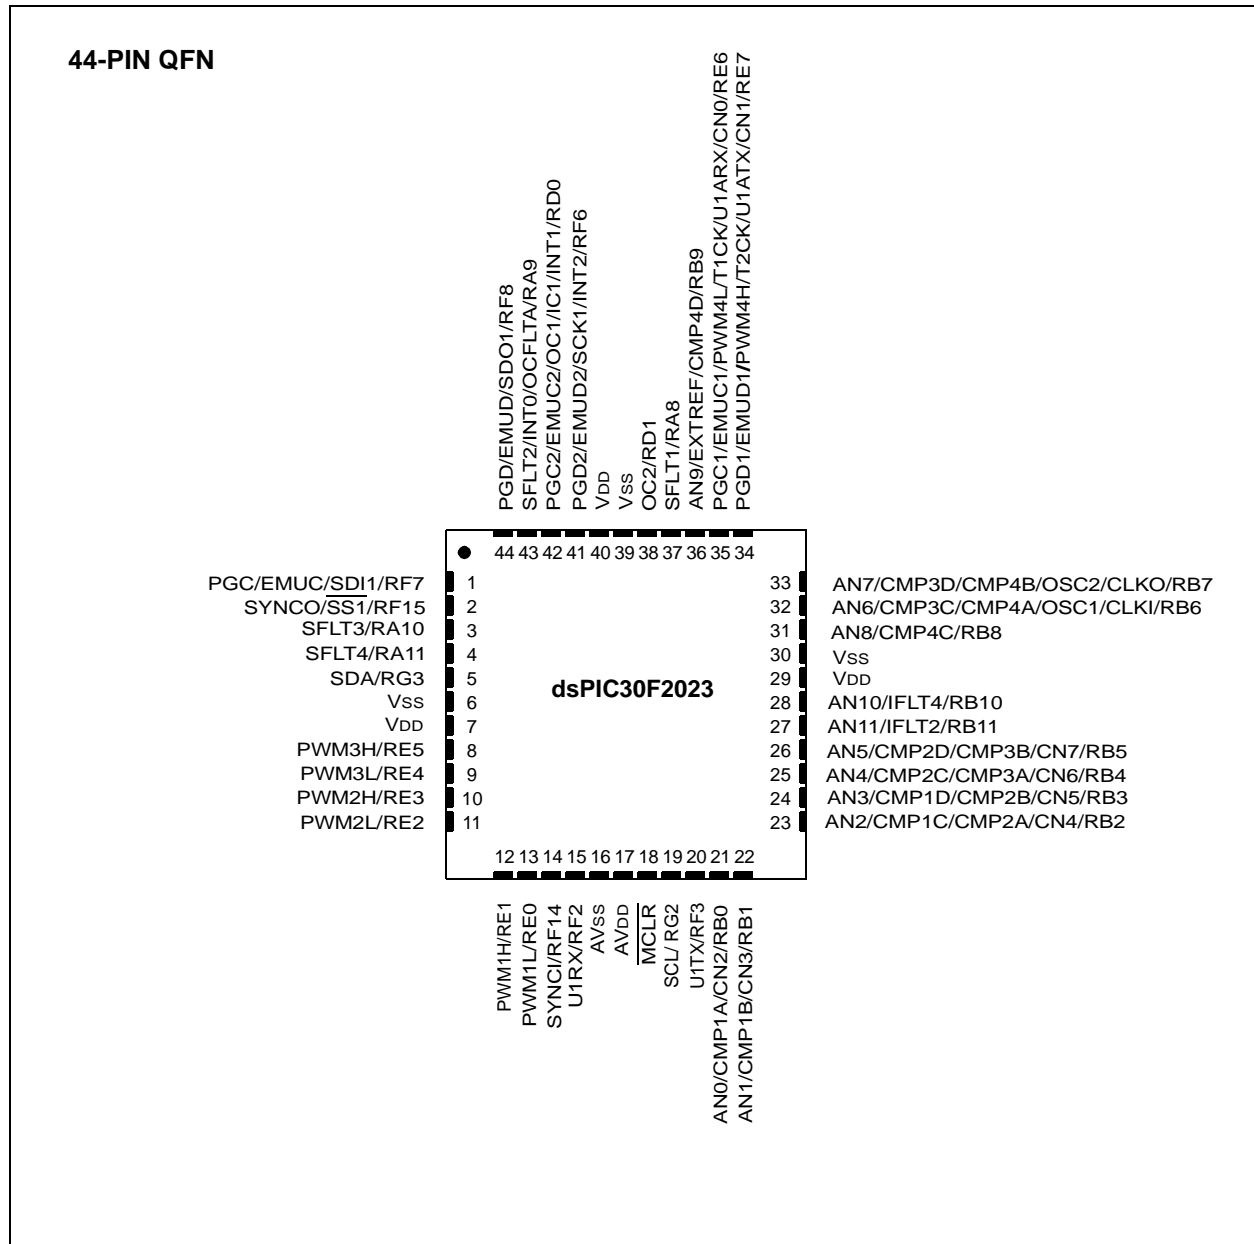 44-PIN QFN
PGD/EMUD/SDO1/RF8
SFLT2/INT0/OCFLTA/RA9
PGC2/EMUC2/OC1/IC1/INT1/RD0
PGD2/EMUD2/SCK1/INT2/RF6
VDD
VSS
OC2/RD1
SFLT1/RA8
AN9/EXTREF/CMP4D/RB9
PGC1/EMUC1/PWM4L/T1CK/U1ARX/CN0/RE6
PGD1/EMUD1/PWM4H/T2CK/U1ATX/CN1/RE7
44 43 42 41 40 39 38 37 36 35 34
PGC/EMUC/SDI1/RF7 1
SYNCO/SS1/RF15 2
SFLT3/RA10 3
SFLT4/RA11 4
SDA/RG3 5
VSS 6
VDD 7
PWM3H/RE5 8
PWM3L/RE4 9
PWM2H/RE3 10
PWM2L/RE2 11
dsPIC30F2023
33 AN7/CMP3D/CMP4B/OSC2/CLKO/RB7
32 AN6/CMP3C/CMP4A/OSC1/CLKI/RB6
31 AN8/CMP4C/RB8
30 VSS
29 VDD
28 AN10/IFLT4/RB10
27 AN11/IFLT2/RB11
26 AN5/CMP2D/CMP3B/CN7/RB5
25 AN4/CMP2C/CMP3A/CN6/RB4
24 AN3/CMP1D/CMP2B/CN5/RB3
23 AN2/CMP1C/CMP2A/CN4/RB2
12 13 14 15 16 17 18 19 20 21 22
PWM1H/RE1
PWM1L/RE0
SYNCI/RF14
U1RX/RF2
AVSS
AVDD
MCLR
SCL/ RG2
U1TX/RF3
AN0/CMP1A/CN2/RB0
AN1/CMP1B/CN3/RB1